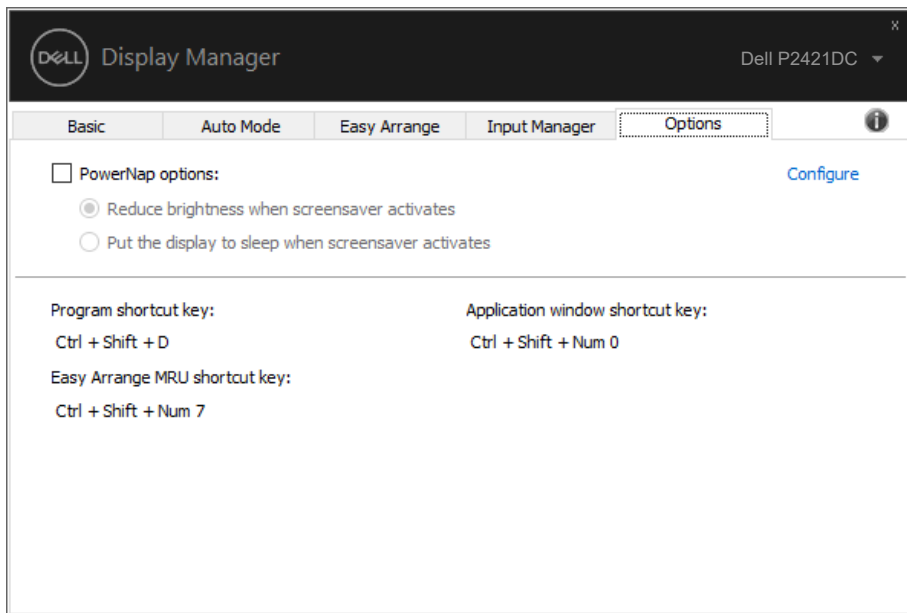 x
DELL Display Manager
Dell P2421DC
Basic Auto Mode Easy Arrange Input Manager Options
PowerNap options: Configure
Reduce brightness when screensaver activates
Put the display to sleep when screensaver activates
Program shortcut key: Application window shortcut key:
Ctrl + Shift + D Ctrl + Shift + Num 0
Easy Arrange MRU shortcut key:
Ctrl + Shift + Num 7